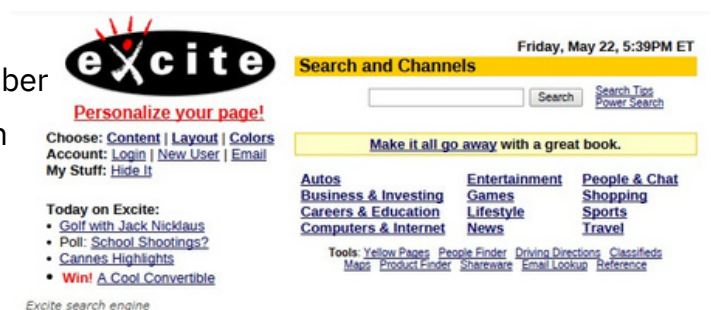 ber
n
excite
Personalize your page!
Choose: Content | Layout | Colors
Account: Login | New User | Email
My Stuff: Hide It
Today on Excite:
• Golf with Jack Nicklaus
• Poll: School Shootings?
• Cannes Highlights
• Win! A Cool Convertible
Excite search engine
Friday, May 22, 5:39PM ET
Search and Channels
Search
Search Tips
Power Search
Make it all go away with a great book.
Autos Entertainment People & Chat
Business & Investing Games Shopping
Careers & Education Lifestyle Sports
Computers & Internet News Travel
Tools: Yellow Pages People Finder Driving Directions Classifieds
Maps Product Finder Shareware Email Lookup Reference